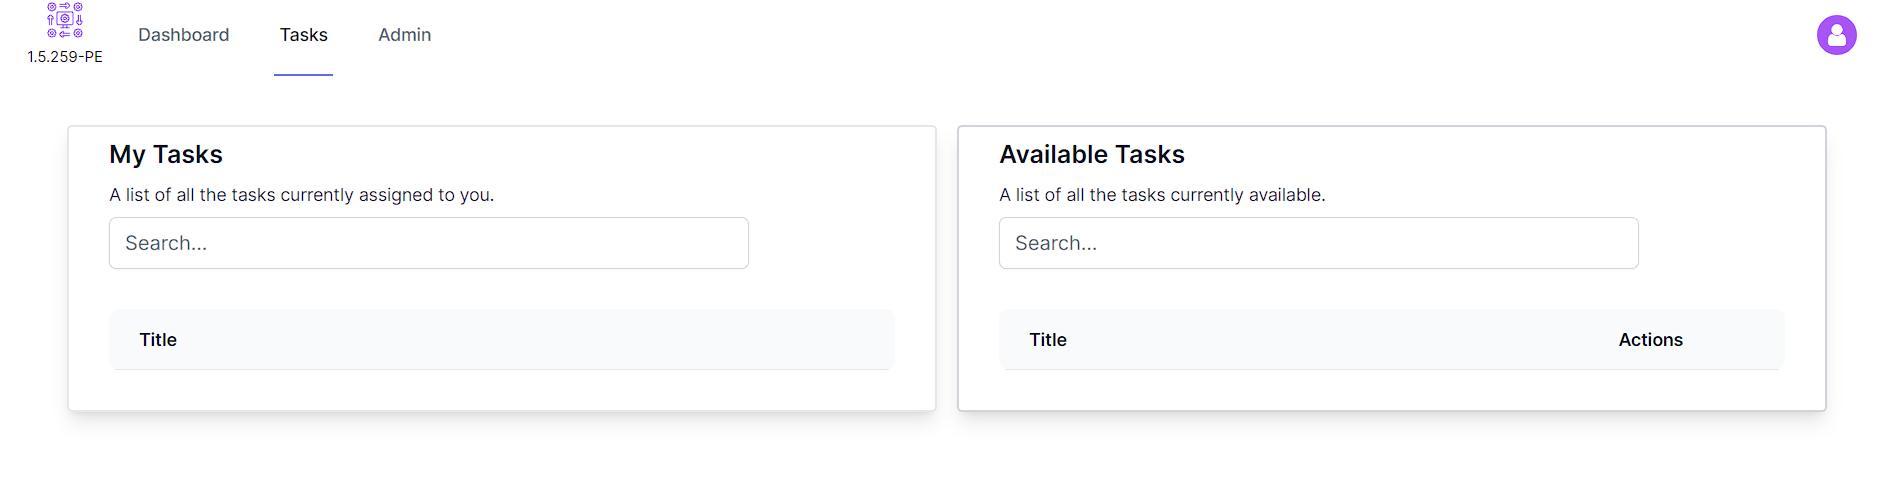 Dashboard
Tasks
Admin
1.5.259-PE
My Tasks
A list of all the tasks currently assigned to you.
Search...
Title
Available Tasks
A list of all the tasks currently available.
Search...
Title Actions